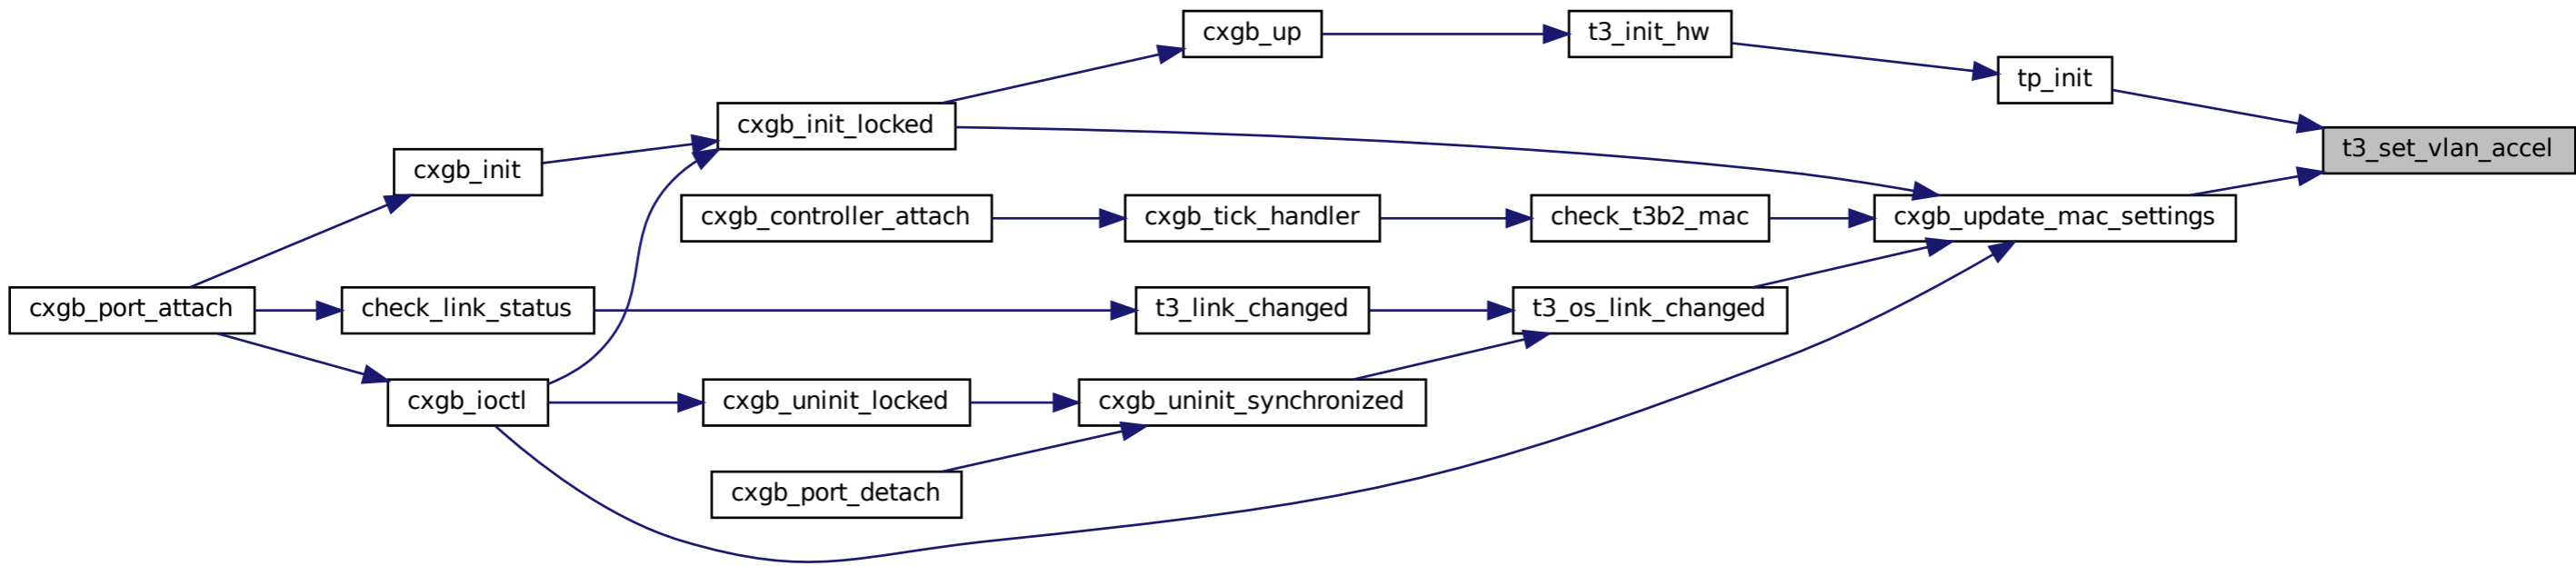 cxgb_up
t3_init_hw
tp_init
cxgb_init_locked
t3_set_vlan_accel
cxgb_init
cxgb_controller_attach
cxgb_tick_handler
check_t3b2_mac
cxgb_update_mac_settings
cxgb_port_attach
check_link_status
t3_link_changed
t3_os_link_changed
cxgb_ioctl
cxgb_uninit_locked
cxgb_uninit_synchronized
cxgb_port_detach